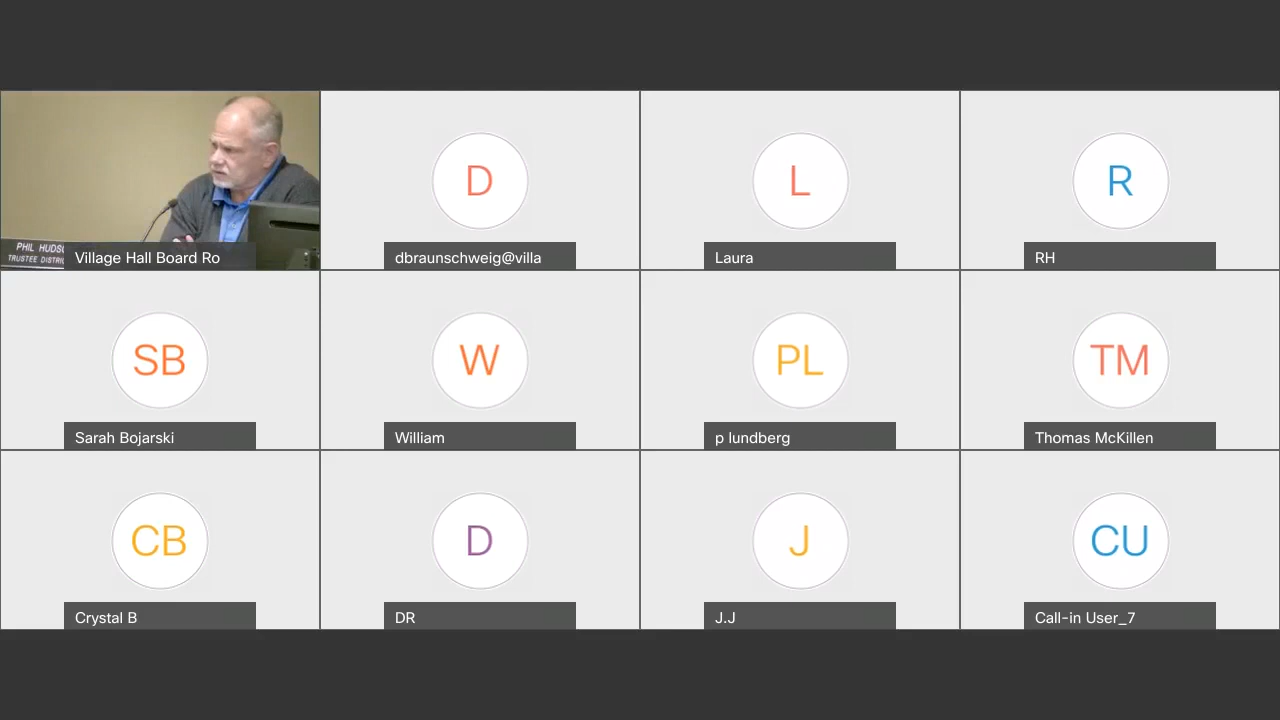 PHIL HUDS
TRUSTEE DISTRI
Village Hall Board Ro
D
dbraunschweig@villa
L
Laura
R
RH
SB
Sarah Bojarski
W
William
PL
p lundberg
TM
Thomas McKillen
CB
Crystal B
D
DR
J
J.J
CU
Call-in User_7